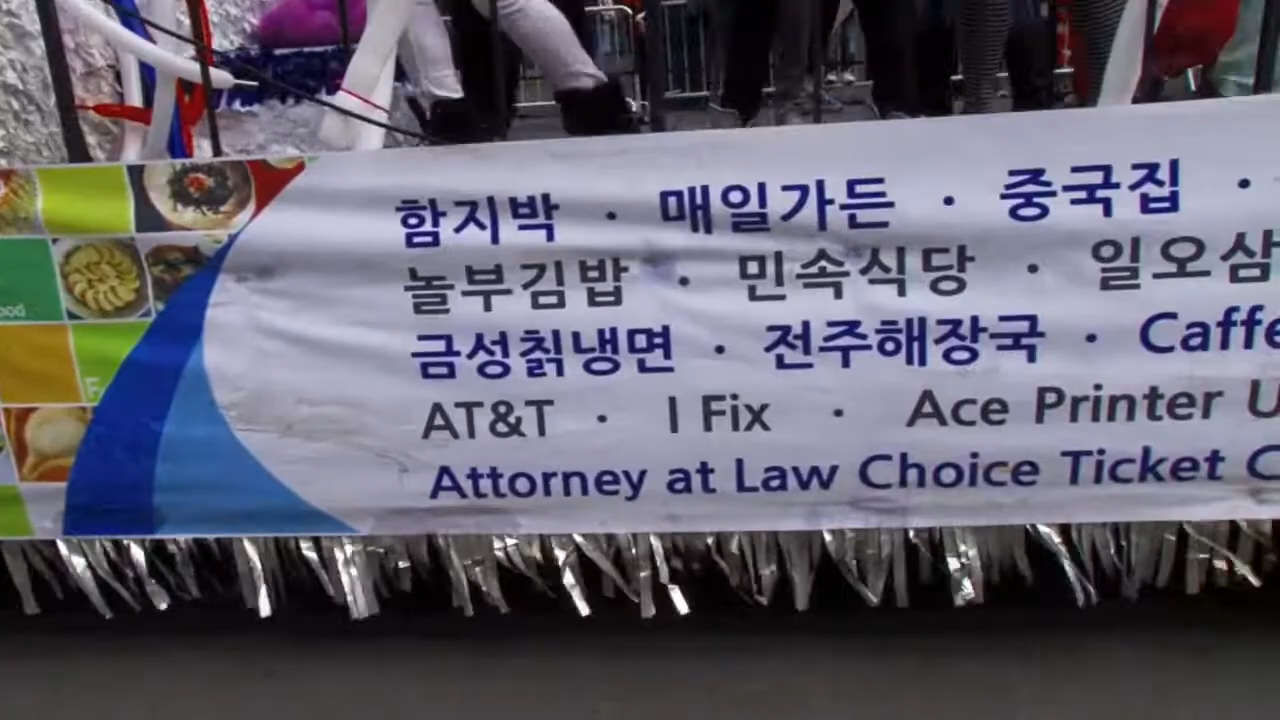 함지박 · 매일가든 · 중국집 ·
놀부김밥 · 민속식당 · 일오삼
금성칡냉면 · 전주해장국 · Caffe
AT&T · I Fix · Ace Printer U
Attorney at Law Choice Ticket C
ood
F